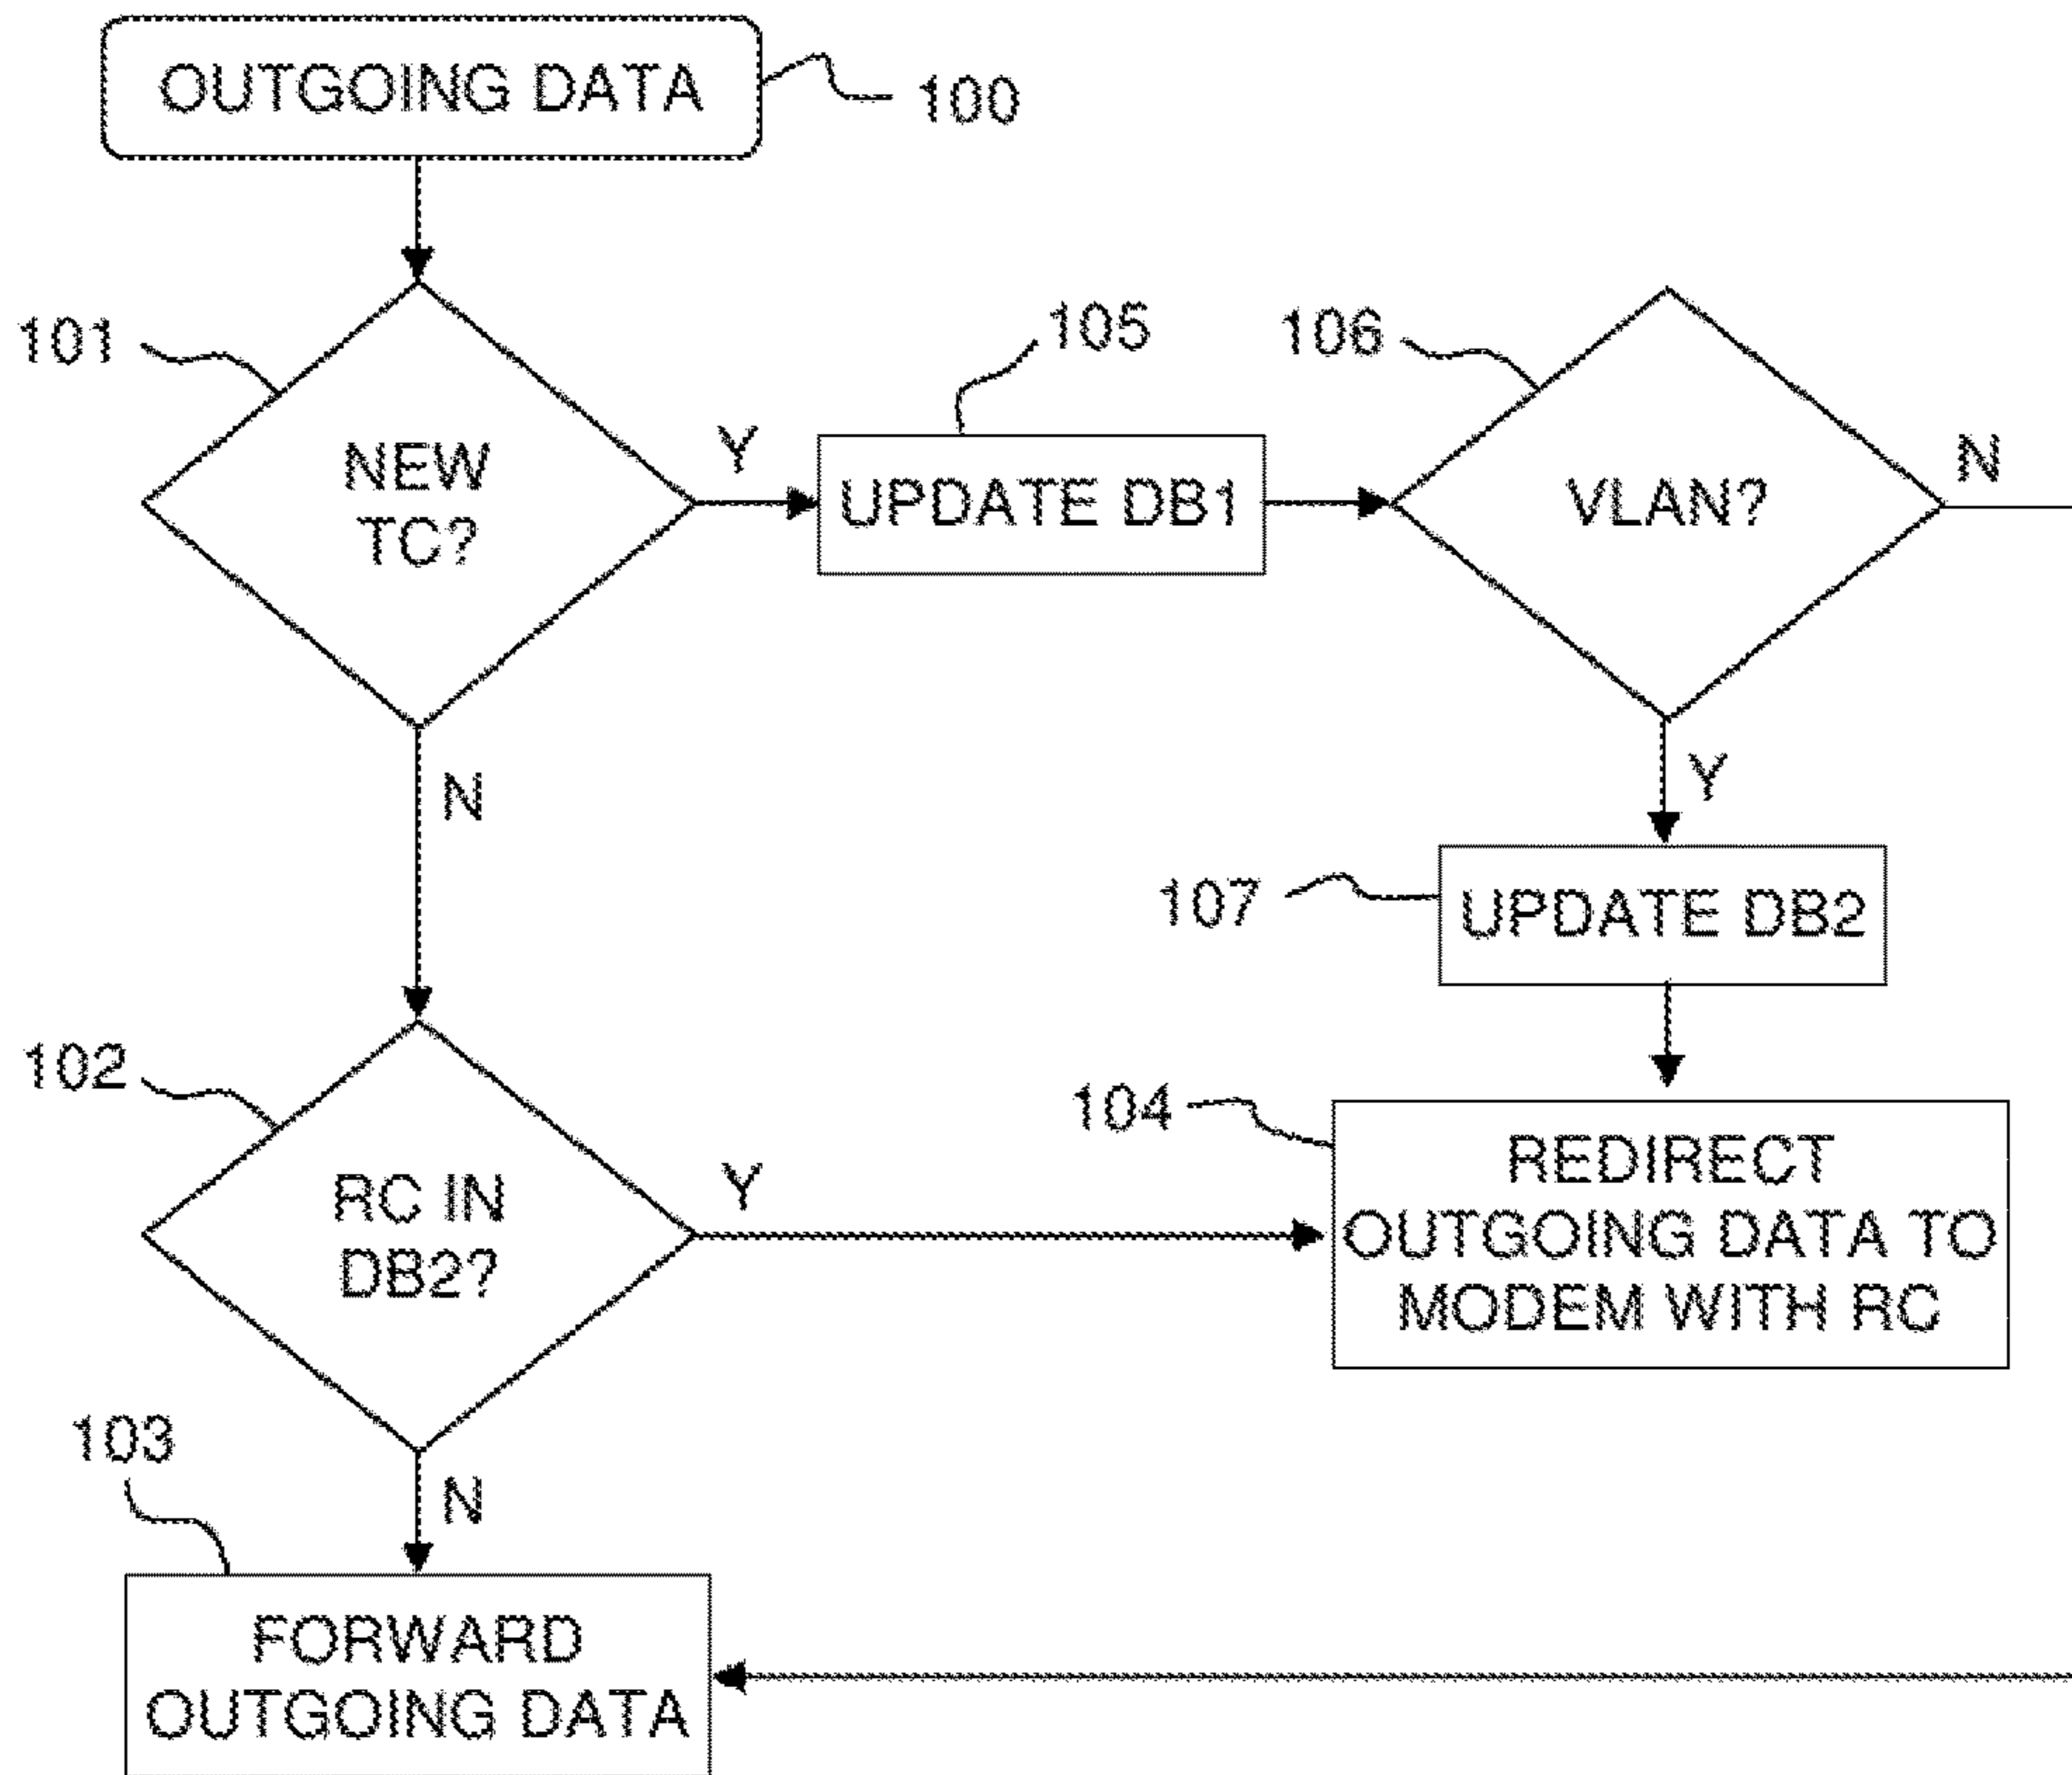 OUTGOING DATA
100
101
NEW
TC?
Y
105
UPDATE DB1
106
VLAN?
N
N
Y
107
UPDATE DB2
102
RC IN
DB2?
Y
104
REDIRECT
OUTGOING DATA TO
MODEM WITH RC
103
N
FORWARD
OUTGOING DATA